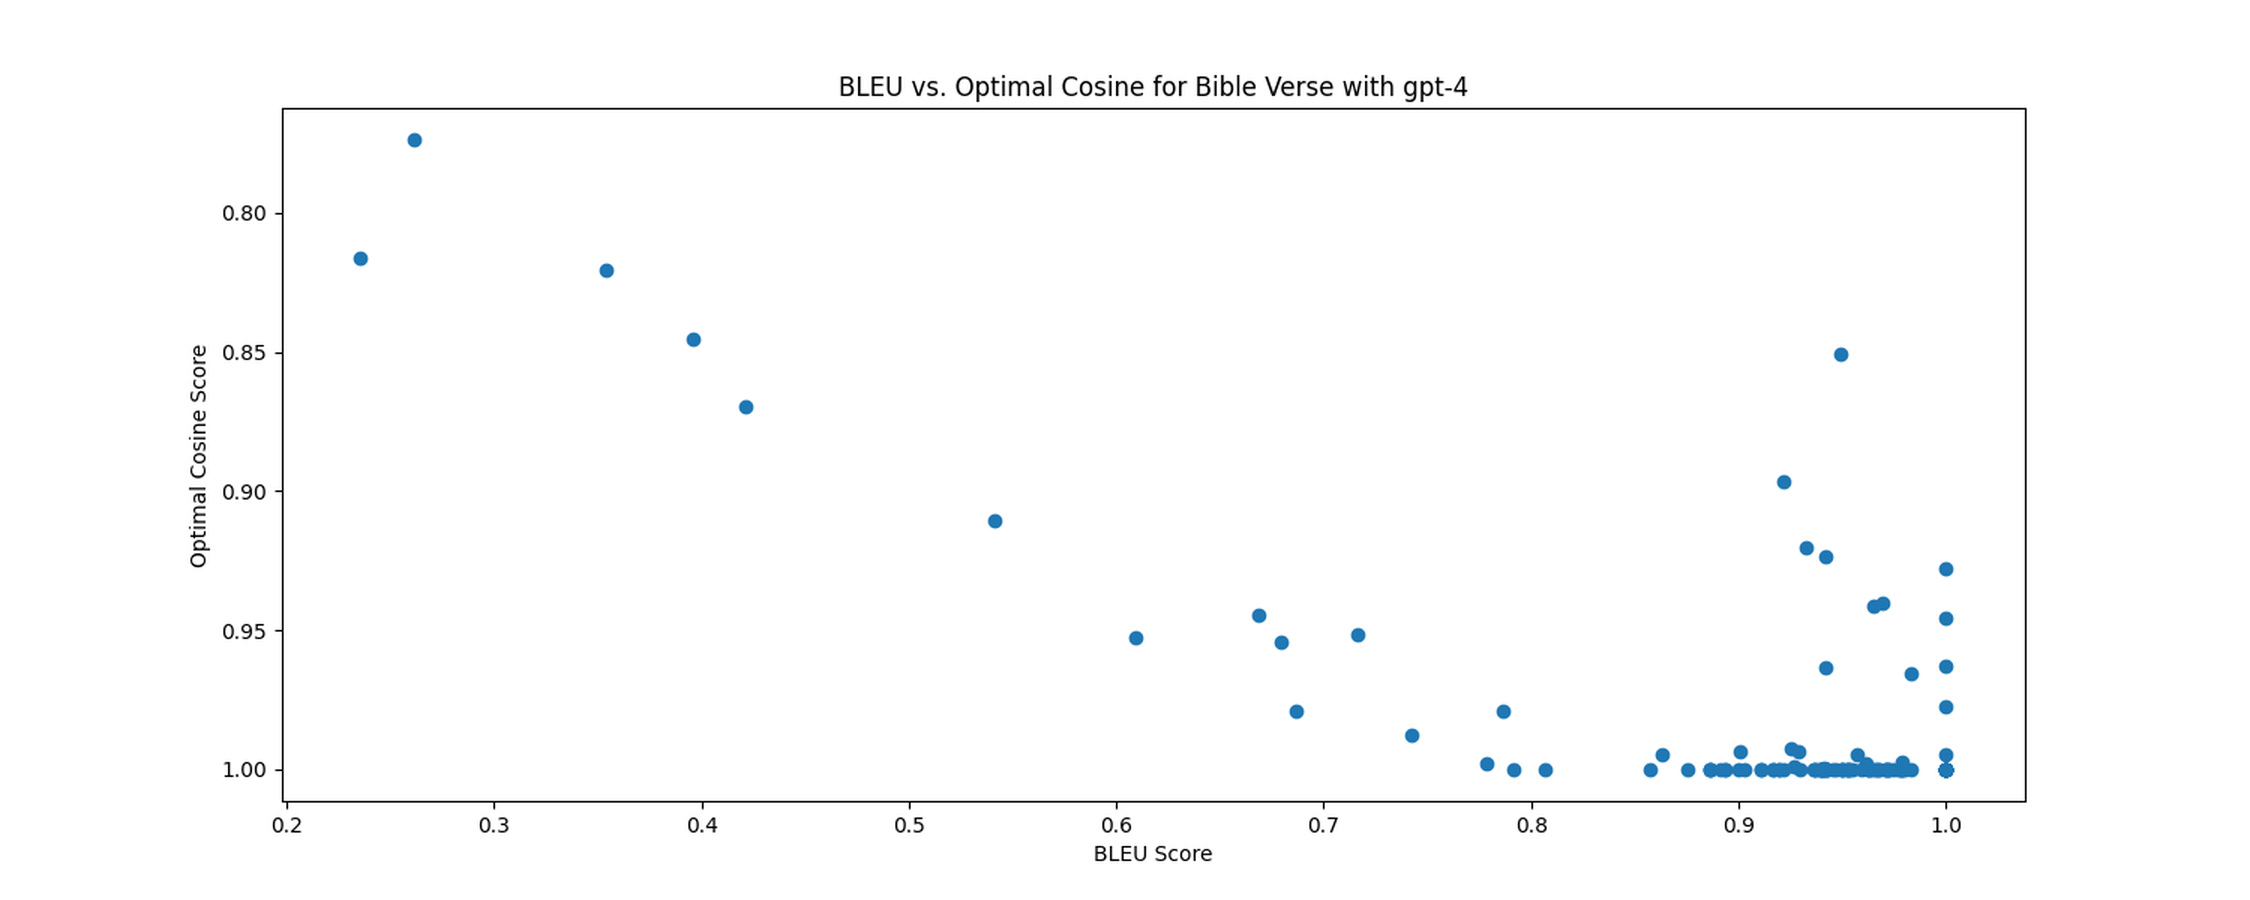 BLEU vs. Optimal Cosine for Bible Verse with gpt-4
Optimal Cosine Score
0.80
0.85
0.90
0.95
1.00
0.2 0.3 0.4 0.5 0.6 0.7 0.8 0.9 1.0
BLEU Score